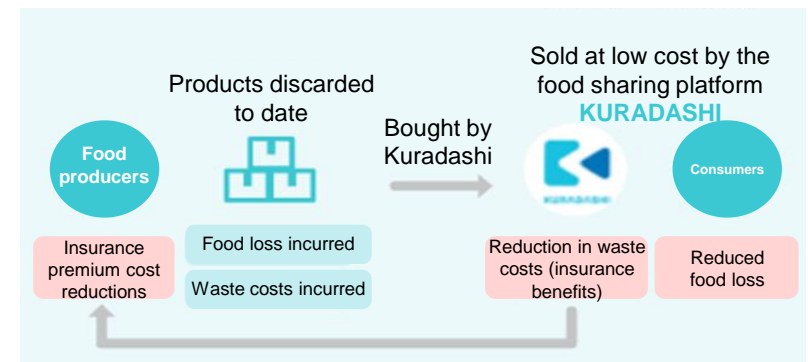 Products discarded
to date
Sold at low cost by the
food sharing platform
KURADASHI
Bought by
Kuradashi
Food
producers
KURADASHI
Consumers
Insurance
premium cost
reductions
Food loss incurred
Waste costs incurred
Reduction in waste
costs (insurance
benefits)
Reduced
food loss